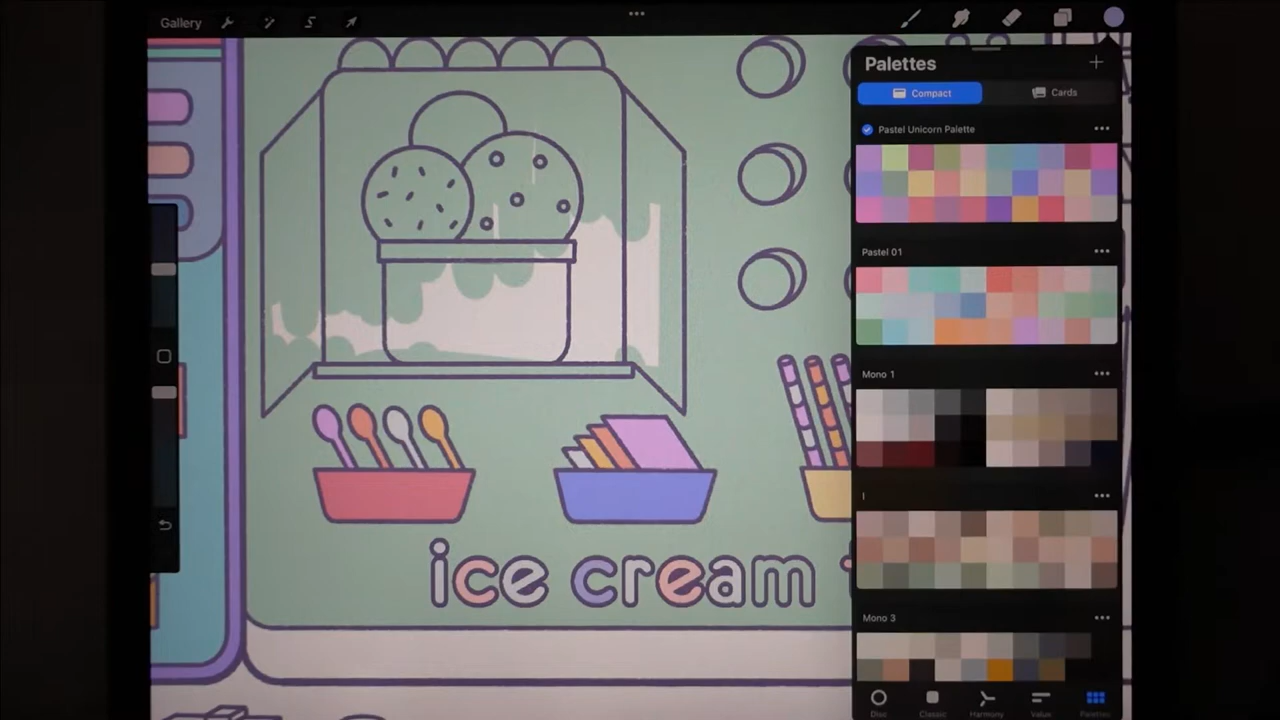 Gallery
Palettes
Compact
Cards
Pastel Unicorn Palette
Pastel 01
Mono 1
I
Mono 3
ice cream
Disc
Classic
Harmony
Value
Palettes